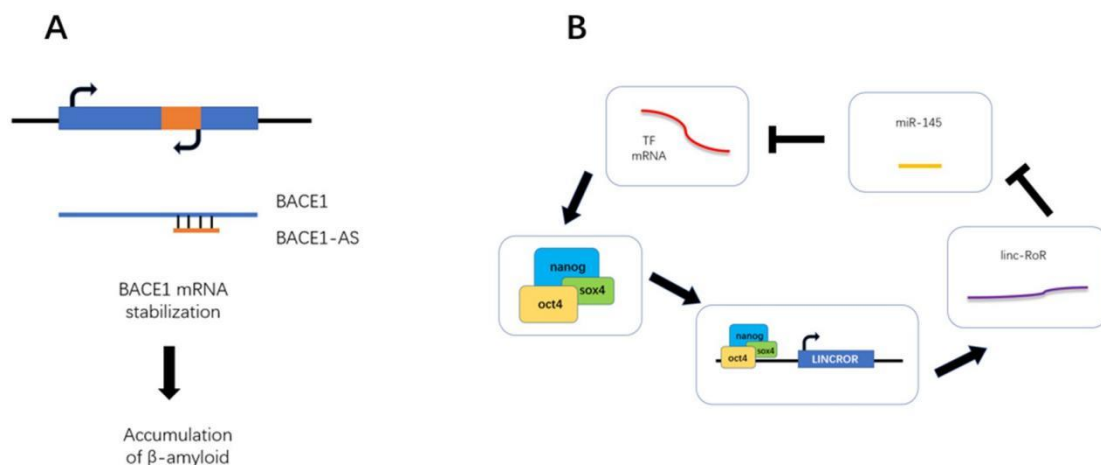 A
BACE1
BACE1-AS
BACE1 mRNA
stabilization
Accumulation
of β-amyloid
B
TF
mRNA
miR-145
nanog
sox4
oct4
linc-RoR
nanog
sox4
oct4
LINCROR